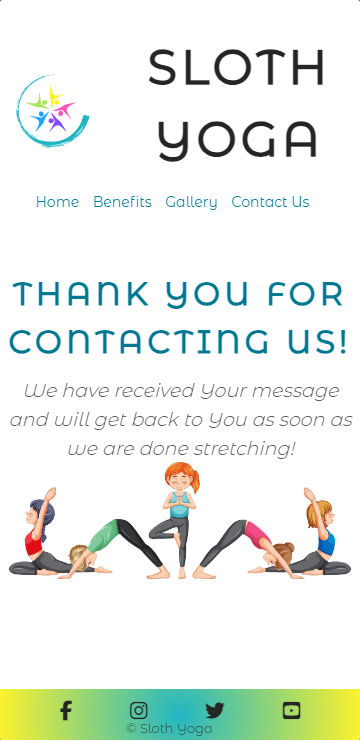 SLOTH
YOGA
Home Benefits Gallery Contact Us
THANK YOU FOR
CONTACTING US!
We have received Your message
and will get back to You as soon as
we are done stretching!
© Sloth Yoga